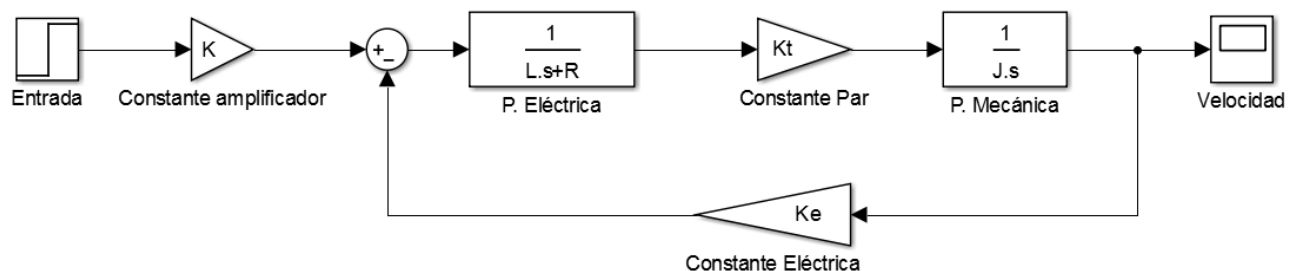 Entrada
K
Constante amplificador
+
−
1
L.s+R
P. Eléctrica
Kt
Constante Par
1
J.s
P. Mecánica
Velocidad
Ke
Constante Eléctrica